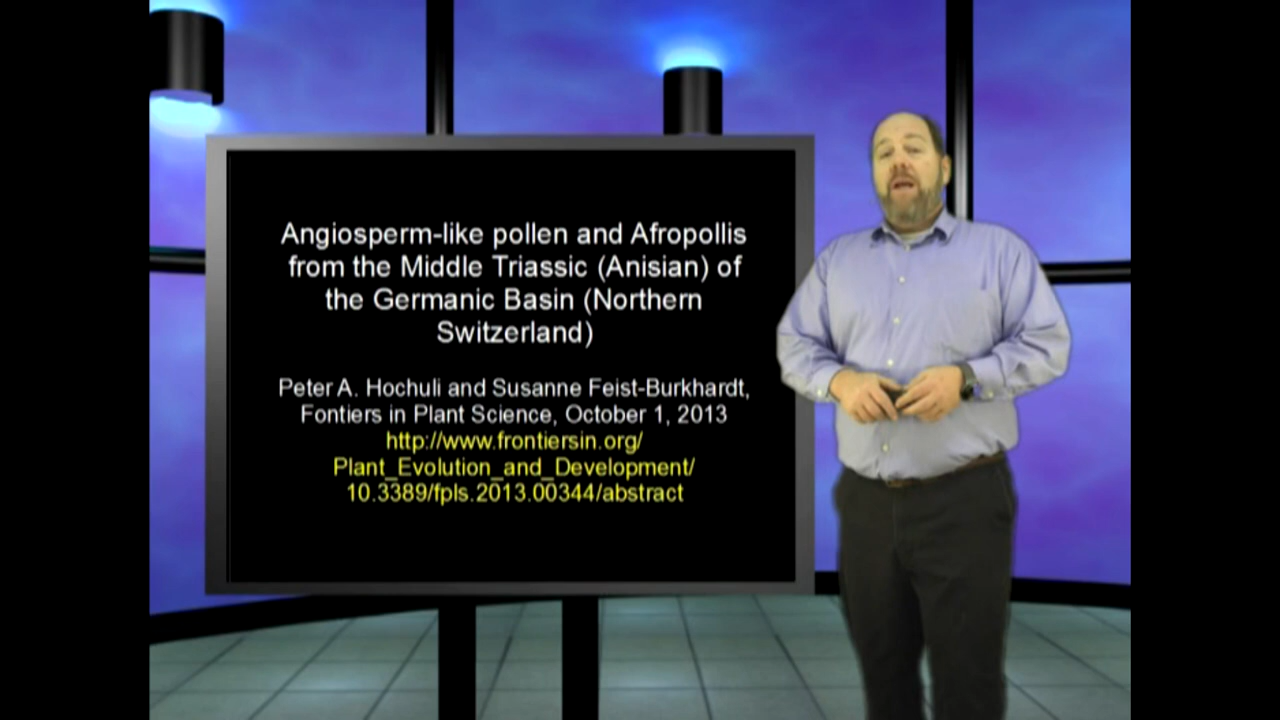 Angiosperm-like pollen and Afropollis
from the Middle Triassic (Anisian) of
the Germanic Basin (Northern
Switzerland)
Peter A. Hochuli and Susanne Feist-Burkhardt,
Fontiers in Plant Science, October 1, 2013
http://www.frontiersin.org/
Plant_Evolution_and_Development/
10.3389/fpls.2013.00344/abstract